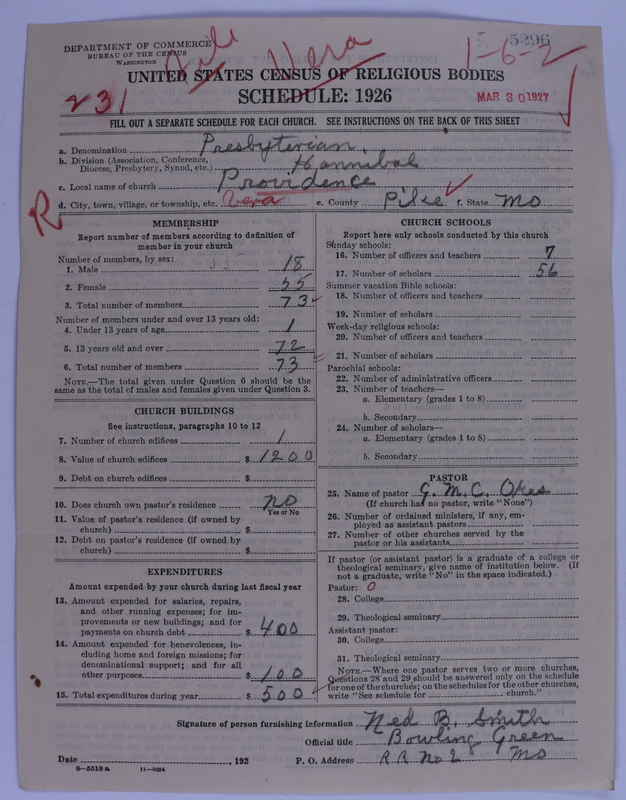 DEPARTMENT OF COMMERCE
BUREAU OF THE CENSUS
WASHINGTON
Vera
1-6-2
5296
UNITED STATES CENSUS OF RELIGIOUS BODIES
231
SCHEDULE: 1926
MAR 30 1927
FILL OUT A SEPARATE SCHEDULE FOR EACH CHURCH. SEE INSTRUCTIONS ON THE BACK OF THIS SHEET
a. Denomination Presbyterian
b. Division (Association, Conference, Diocese, Presbytery, Synod, etc.) Hannibal
c. Local name of church Providence
d. City, town, village, or township, etc. Vera e. County Pike f. State Mo
R
MEMBERSHIP
Report number of members according to definition of
member in your church
Number of members, by sex:
1. Male 18
2. Female 55
3. Total number of members 73
Number of members under and over 13 years old:
4. Under 13 years of age 1
5. 13 years old and over 72
6. Total number of members 73
NOTE.—The total given under Question 6 should be the
same as the total of males and females given under Question 3.
CHURCH BUILDINGS
See instructions, paragraphs 10 to 12
7. Number of church edifices 1
8. Value of church edifices $ 1200
9. Debt on church edifices $
10. Does church own pastor's residence no
Yes or No
11. Value of pastor's residence (if owned by
church) $
12. Debt on pastor's residence (if owned by
church) $
EXPENDITURES
Amount expended by your church during last fiscal year
13. Amount expended for salaries, repairs,
and other running expenses; for im-
provements or new buildings; and for
payments on church debt $ 400
14. Amount expended for benevolences, in-
cluding home and foreign missions; for
denominational support; and for all
other purposes $ 100
15. Total expenditures during year $ 500
CHURCH SCHOOLS
Report here only schools conducted by this church
Sunday schools:
16. Number of officers and teachers 7
17. Number of scholars 56
Summer vacation Bible schools:
18. Number of officers and teachers
19. Number of scholars
Week-day religious schools:
20. Number of officers and teachers
21. Number of scholars
Parochial schools:
22. Number of administrative officers
23. Number of teachers—
a. Elementary (grades 1 to 8)
b. Secondary
24. Number of scholars—
a. Elementary (grades 1 to 8)
b. Secondary
PASTOR
25. Name of pastor G. M. C. Okes
(If church has no pastor, write "None")
26. Number of ordained ministers, if any, em-
ployed as assistant pastors
27. Number of other churches served by the
pastor or his assistants
If pastor (or assistant pastor) is a graduate of a college or
theological seminary, give name of institution below. (If
not a graduate, write "No" in the space indicated.)
Pastor: 0
28. College
29. Theological seminary
Assistant pastor:
30. College
31. Theological seminary
NOTE.—Where one pastor serves two or more churches,
Questions 28 and 29 should be answered only on the schedule
for one of the churches; on the schedules for the other churches,
write "See schedule for church."
Signature of person furnishing information Ned B. Smith
Official title Bowling Green
Date , 192 P. O. Address R R No 2 Mo
8—5518 a 11—9084